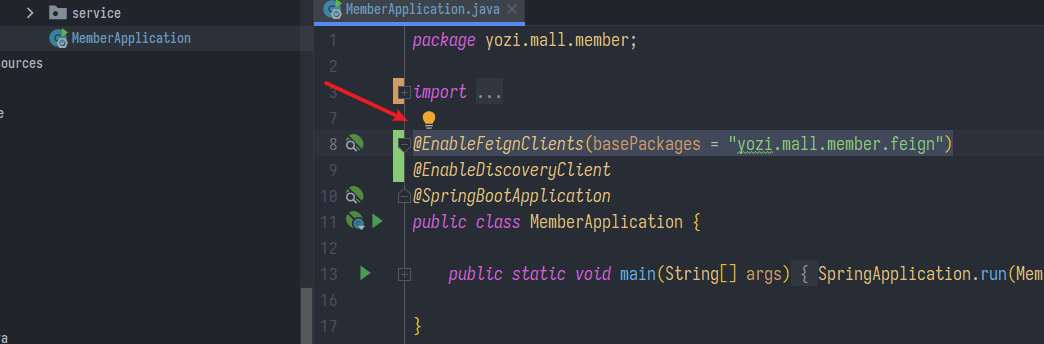 service
MemberApplication
ources
e
va
MemberApplication.java
1 package yozi.mall.member;
2
3 import ...
7
8 @EnableFeignClients(basePackages = "yozi.mall.member.feign")
9 @EnableDiscoveryClient
10 @SpringBootApplication
11 public class MemberApplication {
12
13 public static void main(String[] args) { SpringApplication.run(Mem
16
17 }